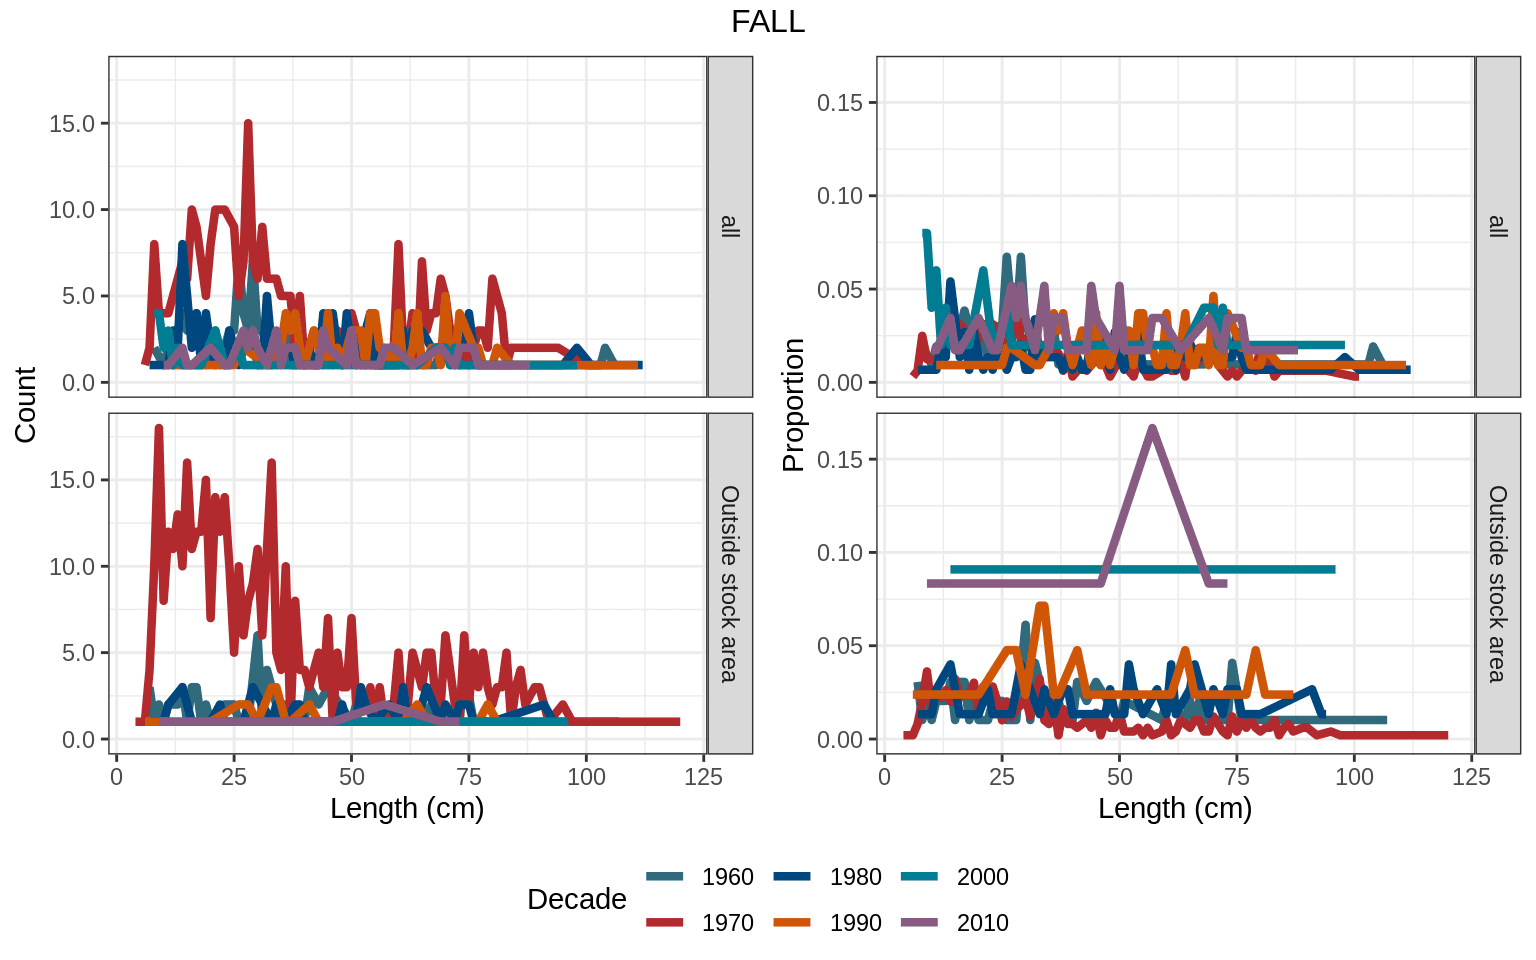 FALL
Count
15.0
10.0
5.0
0.0
all
15.0
10.0
5.0
0.0
Outside stock area
0 25 50 75 100 125
Length (cm)
Proportion
0.15
0.10
0.05
0.00
all
0.15
0.10
0.05
0.00
Outside stock area
0 25 50 75 100 125
Length (cm)
Decade
1960 1980 2000
1970 1990 2010